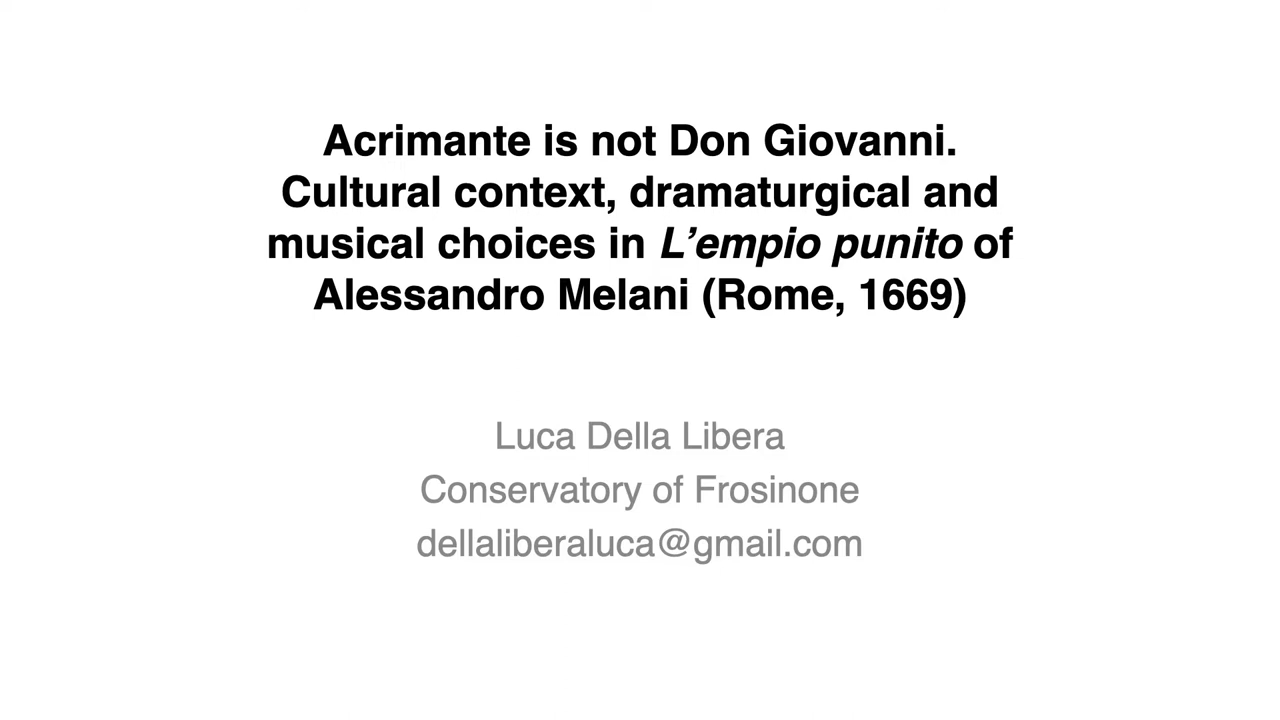 Acrimante is not Don Giovanni.
Cultural context, dramaturgical and
musical choices in L’empio punito of
Alessandro Melani (Rome, 1669)
Luca Della Libera
Conservatory of Frosinone
dellaliberaluca@gmail.com